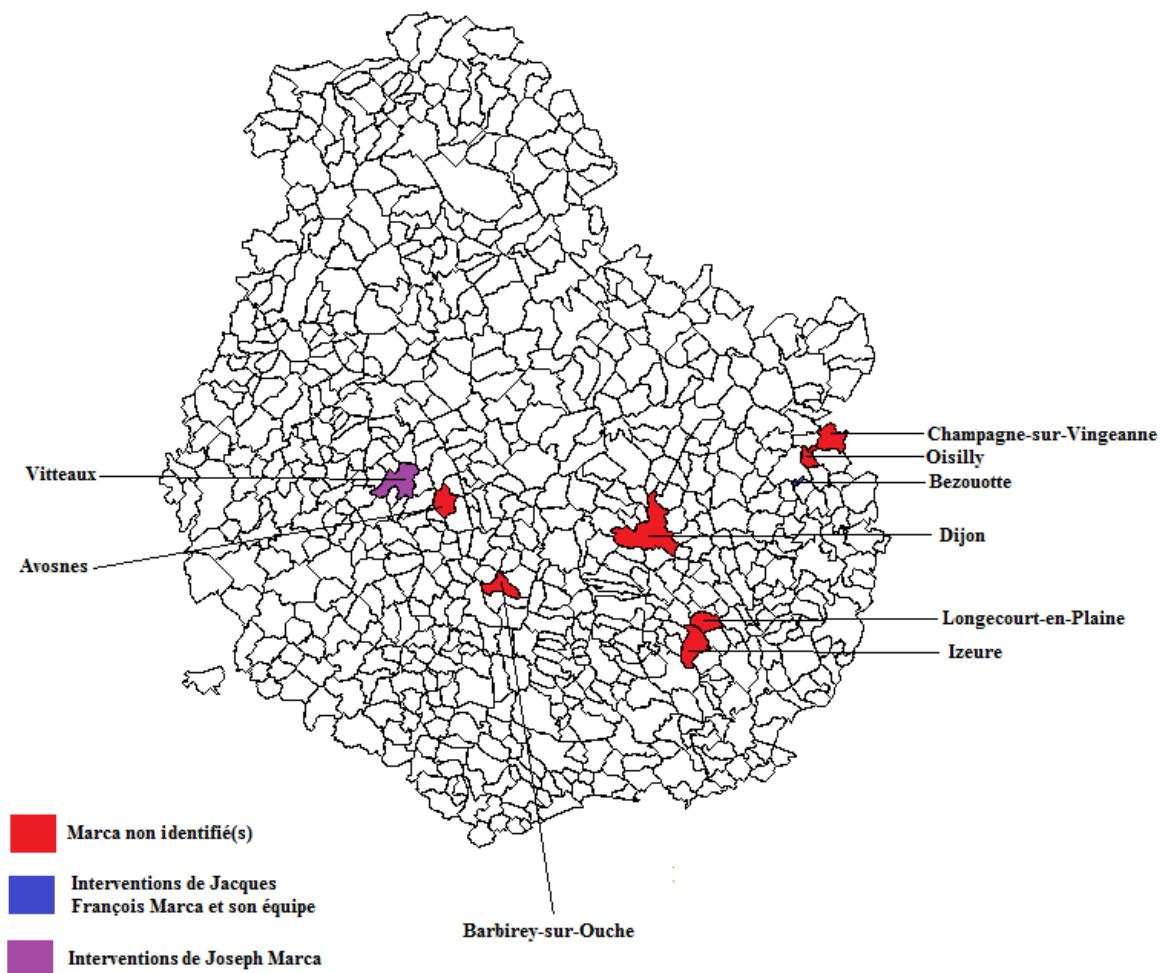 Champagne-sur-Vingeanne
Oisilly
Vitteaux
Bezouotte
Dijon
Avosnes
Longecourt-en-Plaine
Izeure
Marca non identifié(s)
Interventions de Jacques
François Marca et son équipe
Barbirey-sur-Ouche
Interventions de Joseph Marca